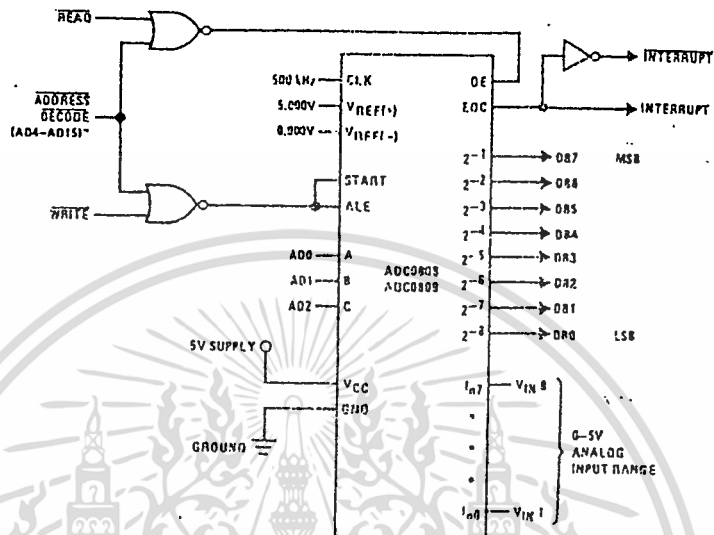 READ
ADDRESS
DECODE
(AD4-AD15)*
WRITE
500 kHz
CLK
5.000V
VREF(+)
0.000V
VREF(-)
START
ALE
AD0
A
AD1
B
AD2
C
5V SUPPLY
VCC
GND
GROUND
ADC0808
ADC0809
OE
EOC
INTERRUPT
INTERRUPT
2-1
DB7
MSB
2-2
DB6
2-3
DB5
2-4
DB4
2-5
DB3
2-6
DB2
2-7
DB1
2-8
DB0
LSB
In7
VIN 8
In0
VIN 1
0-5V
ANALOG
INPUT RANGE